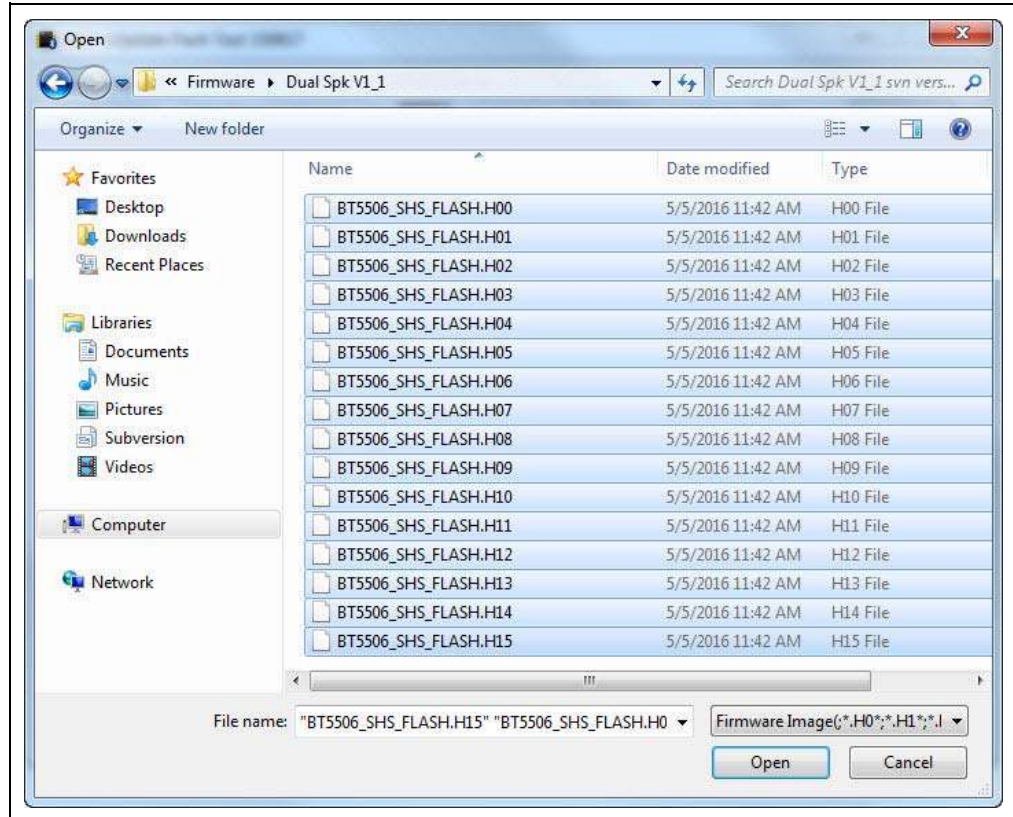 Open
« Firmware ▸ Dual Spk V1_1
Search Dual Spk V1_1 svn vers...
Organize
New folder
Name
Date modified
Type
Favorites
Desktop
Downloads
Recent Places
Libraries
Documents
Music
Pictures
Subversion
Videos
Computer
Network
BT5506_SHS_FLASH.H00 5/5/2016 11:42 AM H00 File
BT5506_SHS_FLASH.H01 5/5/2016 11:42 AM H01 File
BT5506_SHS_FLASH.H02 5/5/2016 11:42 AM H02 File
BT5506_SHS_FLASH.H03 5/5/2016 11:42 AM H03 File
BT5506_SHS_FLASH.H04 5/5/2016 11:42 AM H04 File
BT5506_SHS_FLASH.H05 5/5/2016 11:42 AM H05 File
BT5506_SHS_FLASH.H06 5/5/2016 11:42 AM H06 File
BT5506_SHS_FLASH.H07 5/5/2016 11:42 AM H07 File
BT5506_SHS_FLASH.H08 5/5/2016 11:42 AM H08 File
BT5506_SHS_FLASH.H09 5/5/2016 11:42 AM H09 File
BT5506_SHS_FLASH.H10 5/5/2016 11:42 AM H10 File
BT5506_SHS_FLASH.H11 5/5/2016 11:42 AM H11 File
BT5506_SHS_FLASH.H12 5/5/2016 11:42 AM H12 File
BT5506_SHS_FLASH.H13 5/5/2016 11:42 AM H13 File
BT5506_SHS_FLASH.H14 5/5/2016 11:42 AM H14 File
BT5506_SHS_FLASH.H15 5/5/2016 11:42 AM H15 File
File name: "BT5506_SHS_FLASH.H15" "BT5506_SHS_FLASH.H0
Firmware Image(;*.H0*;*.H1*;*.I
Open
Cancel